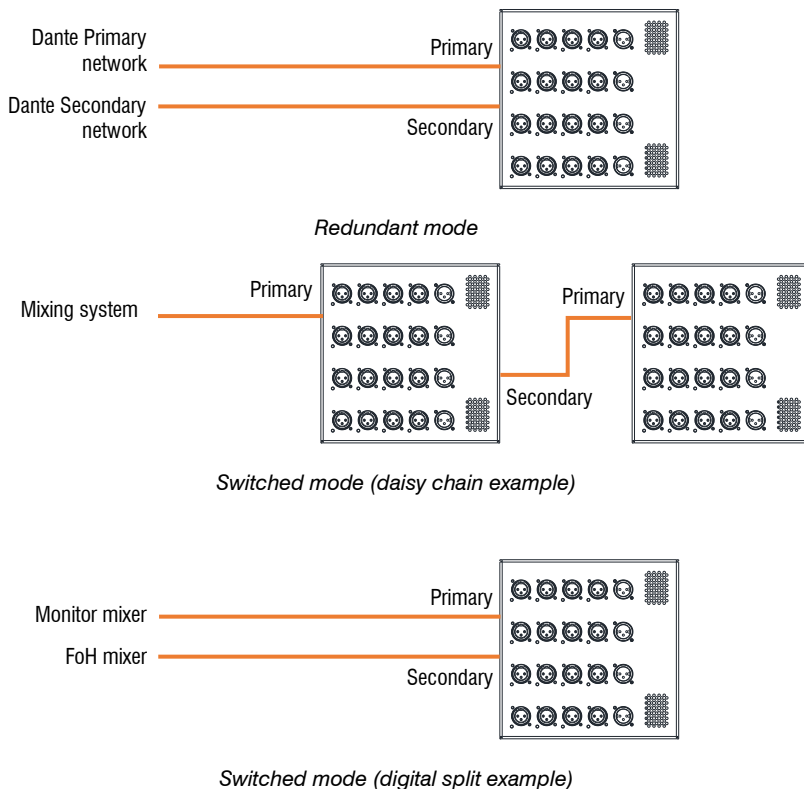 Dante Primary
network
Primary
Dante Secondary
network
Secondary
Redundant mode
Mixing system
Primary
Primary
Secondary
Switched mode (daisy chain example)
Monitor mixer
Primary
FoH mixer
Secondary
Switched mode (digital split example)